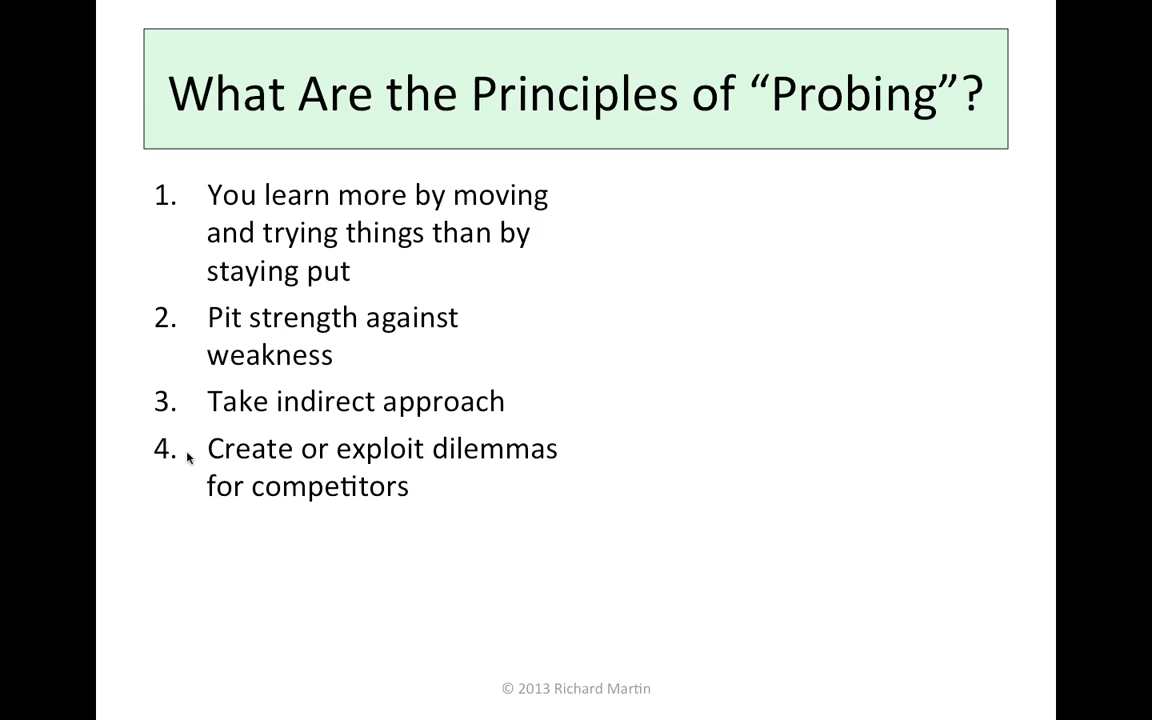 What Are the Principles of “Probing”?
1. You learn more by moving
and trying things than by
staying put
2. Pit strength against
weakness
3. Take indirect approach
4. Create or exploit dilemmas
for competitors
© 2013 Richard Martin